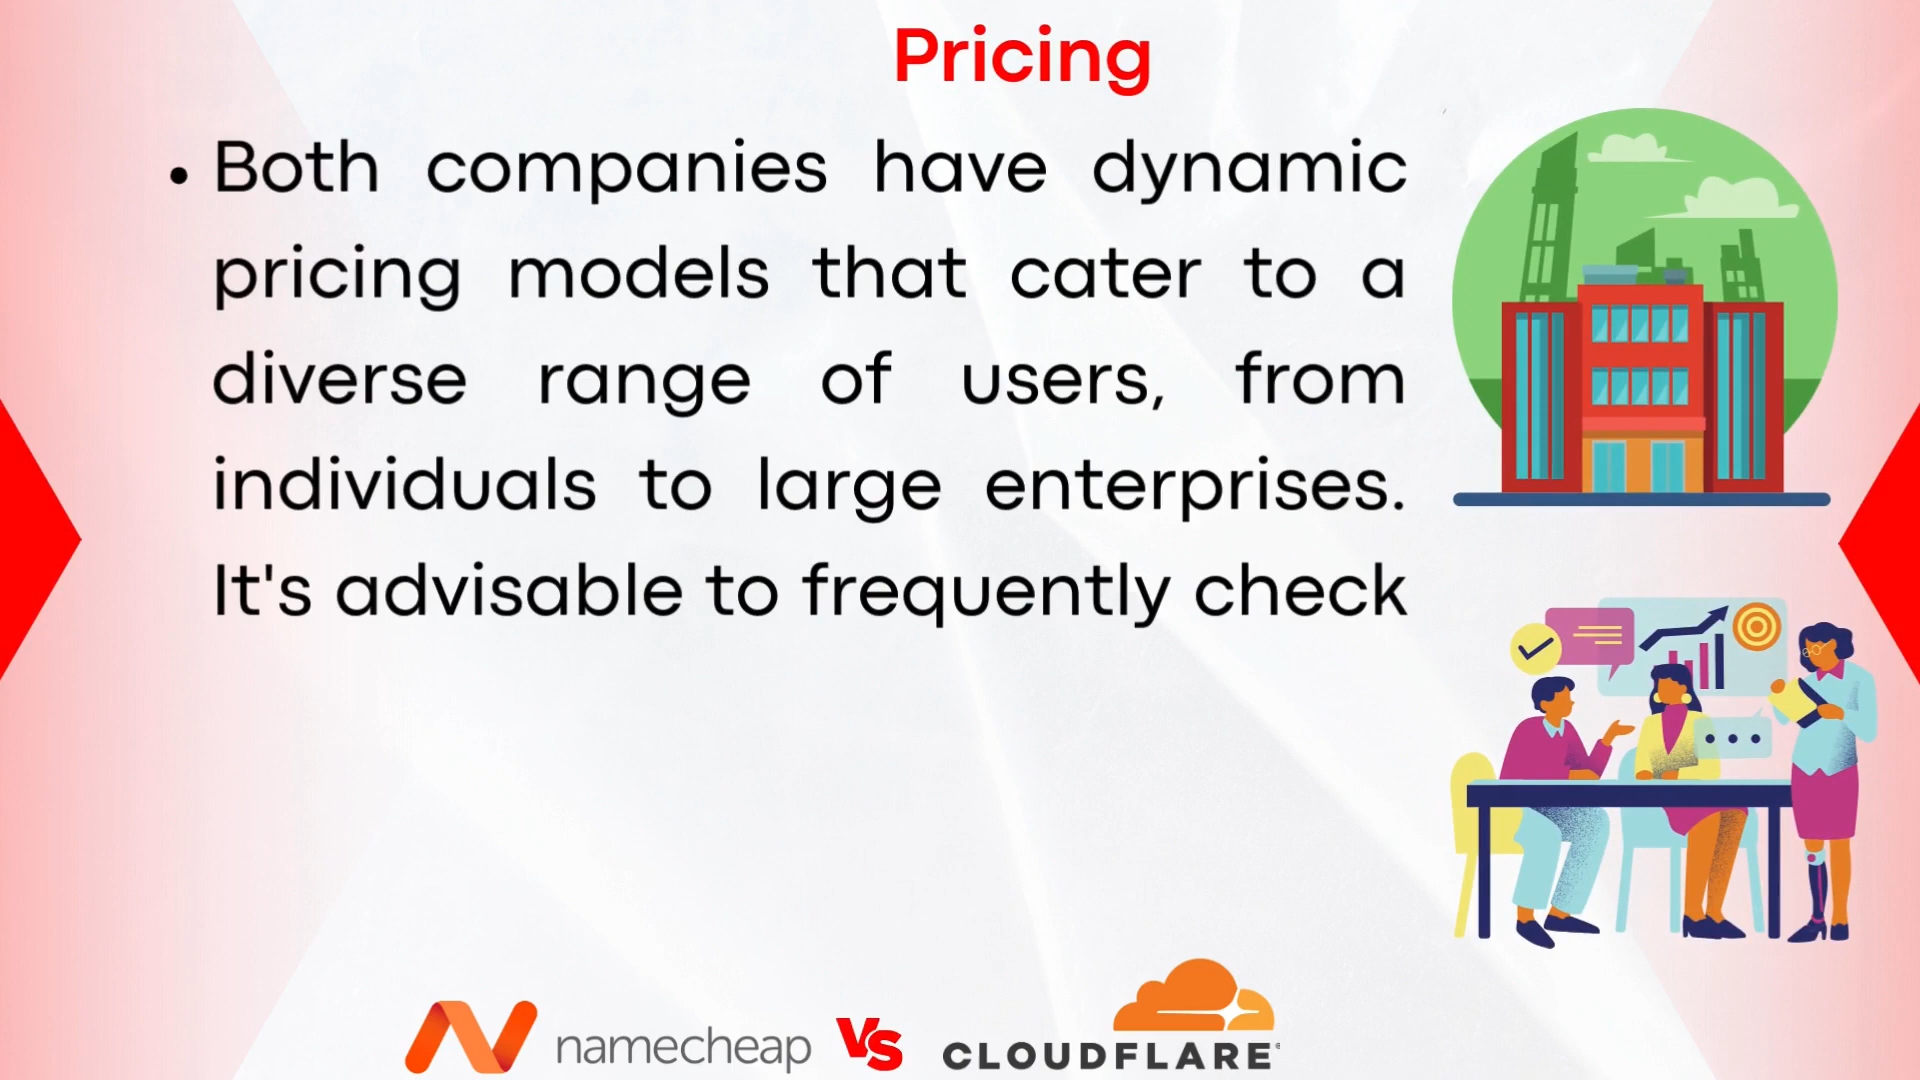 Pricing
• Both companies have dynamic
pricing models that cater to a
diverse range of users, from
individuals to large enterprises.
It's advisable to frequently check
namecheap VS CLOUDFLARE